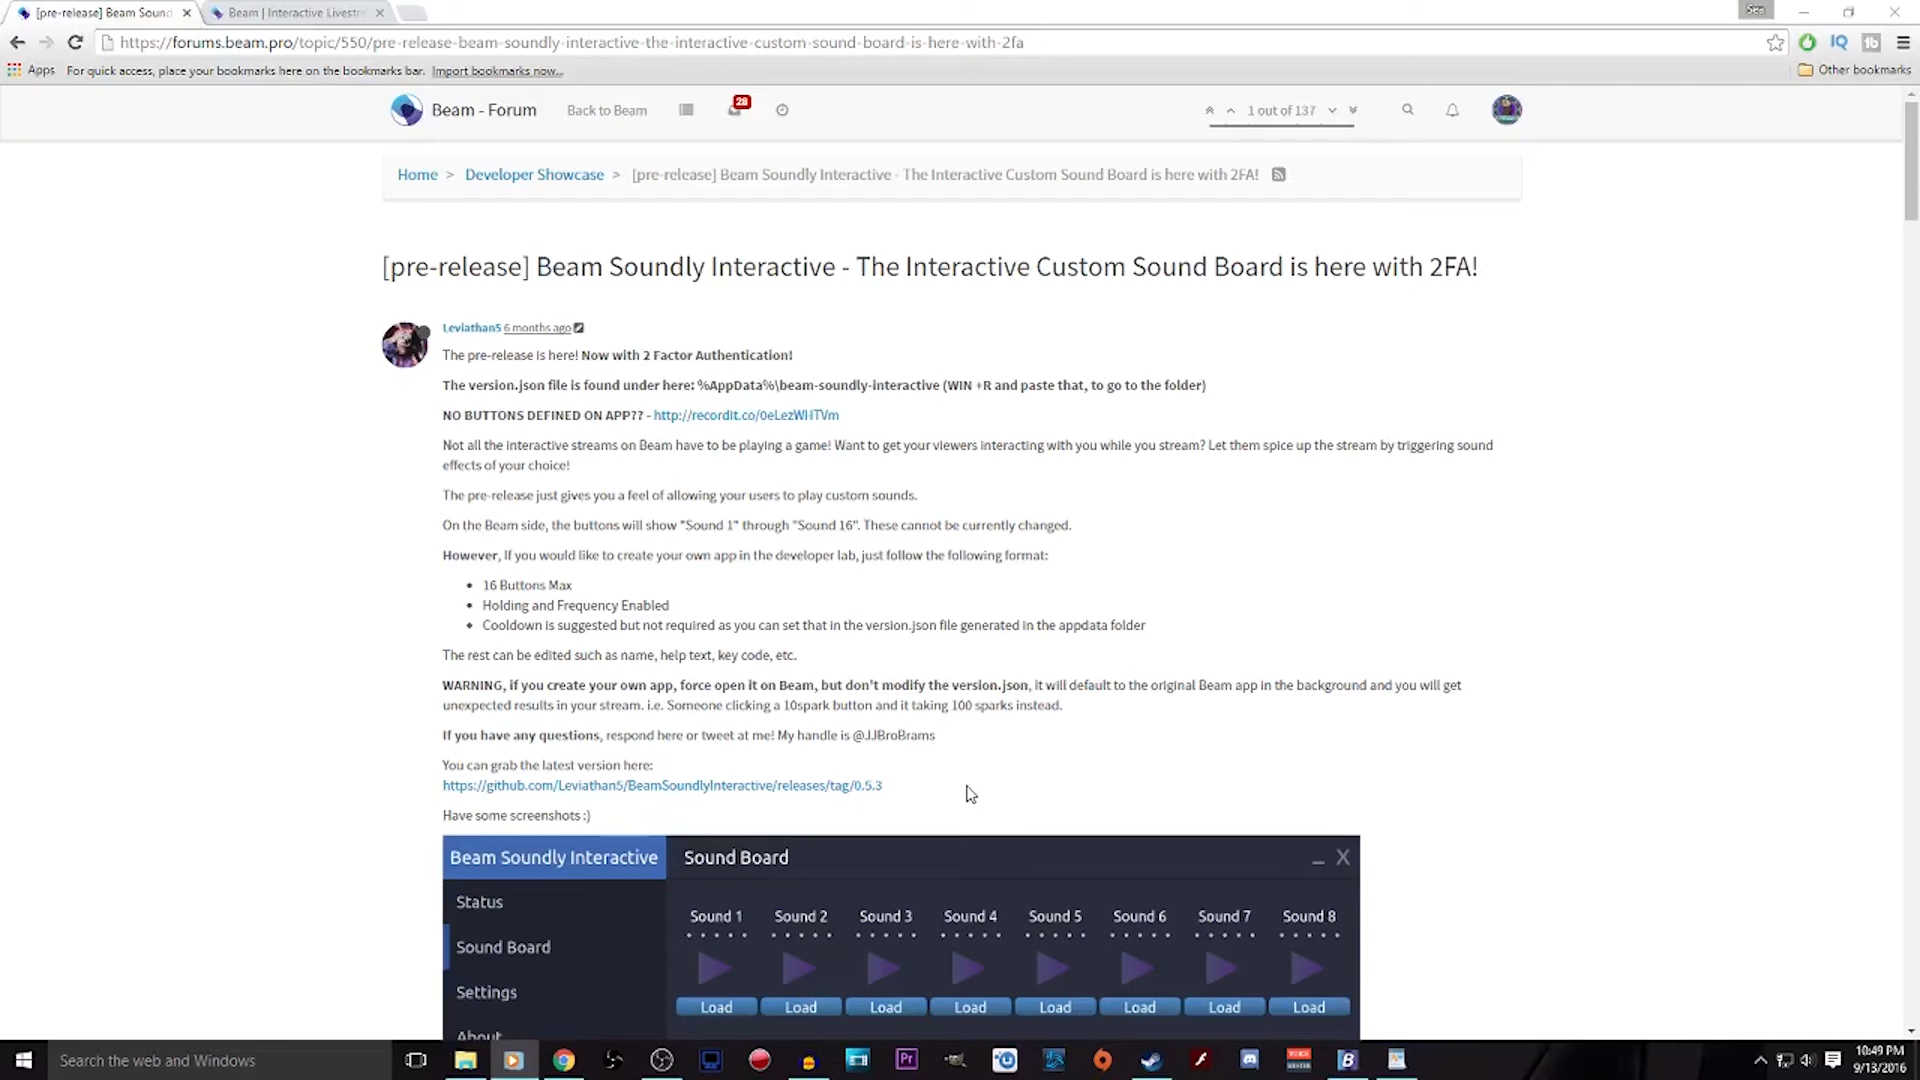 [pre-release] Beam Sound
Beam | Interactive Livestre
Sen
https://forums.beam.pro/topic/550/pre-release-beam-soundly-interactive-the-interactive-custom-sound-board-is-here-with-2fa
IQ
tb
Apps
For quick access, place your bookmarks here on the bookmarks bar. Import bookmarks now...
Other bookmarks
Beam - Forum
Back to Beam
28
1 out of 137
Home > Developer Showcase > [pre-release] Beam Soundly Interactive - The Interactive Custom Sound Board is here with 2FA!
[pre-release] Beam Soundly Interactive - The Interactive Custom Sound Board is here with 2FA!
Leviathan5 6 months ago
The pre-release is here! Now with 2 Factor Authentication!
The version.json file is found under here: %AppData%\beam-soundly-interactive (WIN +R and paste that, to go to the folder)
NO BUTTONS DEFINED ON APP?? - http://recordit.co/0eLezWHTVm
Not all the interactive streams on Beam have to be playing a game! Want to get your viewers interacting with you while you stream? Let them spice up the stream by triggering sound
effects of your choice!
The pre-release just gives you a feel of allowing your users to play custom sounds.
On the Beam side, the buttons will show "Sound 1" through "Sound 16". These cannot be currently changed.
However, If you would like to create your own app in the developer lab, just follow the following format:
• 16 Buttons Max
• Holding and Frequency Enabled
• Cooldown is suggested but not required as you can set that in the version.json file generated in the appdata folder
The rest can be edited such as name, help text, key code, etc.
WARNING, if you create your own app, force open it on Beam, but don't modify the version.json, it will default to the original Beam app in the background and you will get
unexpected results in your stream. i.e. Someone clicking a 10spark button and it taking 100 sparks instead.
If you have any questions, respond here or tweet at me! My handle is @JJBroBrams
You can grab the latest version here:
https://github.com/Leviathan5/BeamSoundlyInteractive/releases/tag/0.5.3
Have some screenshots :)
Beam Soundly Interactive
Sound Board
Status
Sound Board
Settings
About
Sound 1 Sound 2 Sound 3 Sound 4 Sound 5 Sound 6 Sound 7 Sound 8
Load Load Load Load Load Load Load Load
Search the web and Windows
Pr
B
10:49 PM
9/13/2016